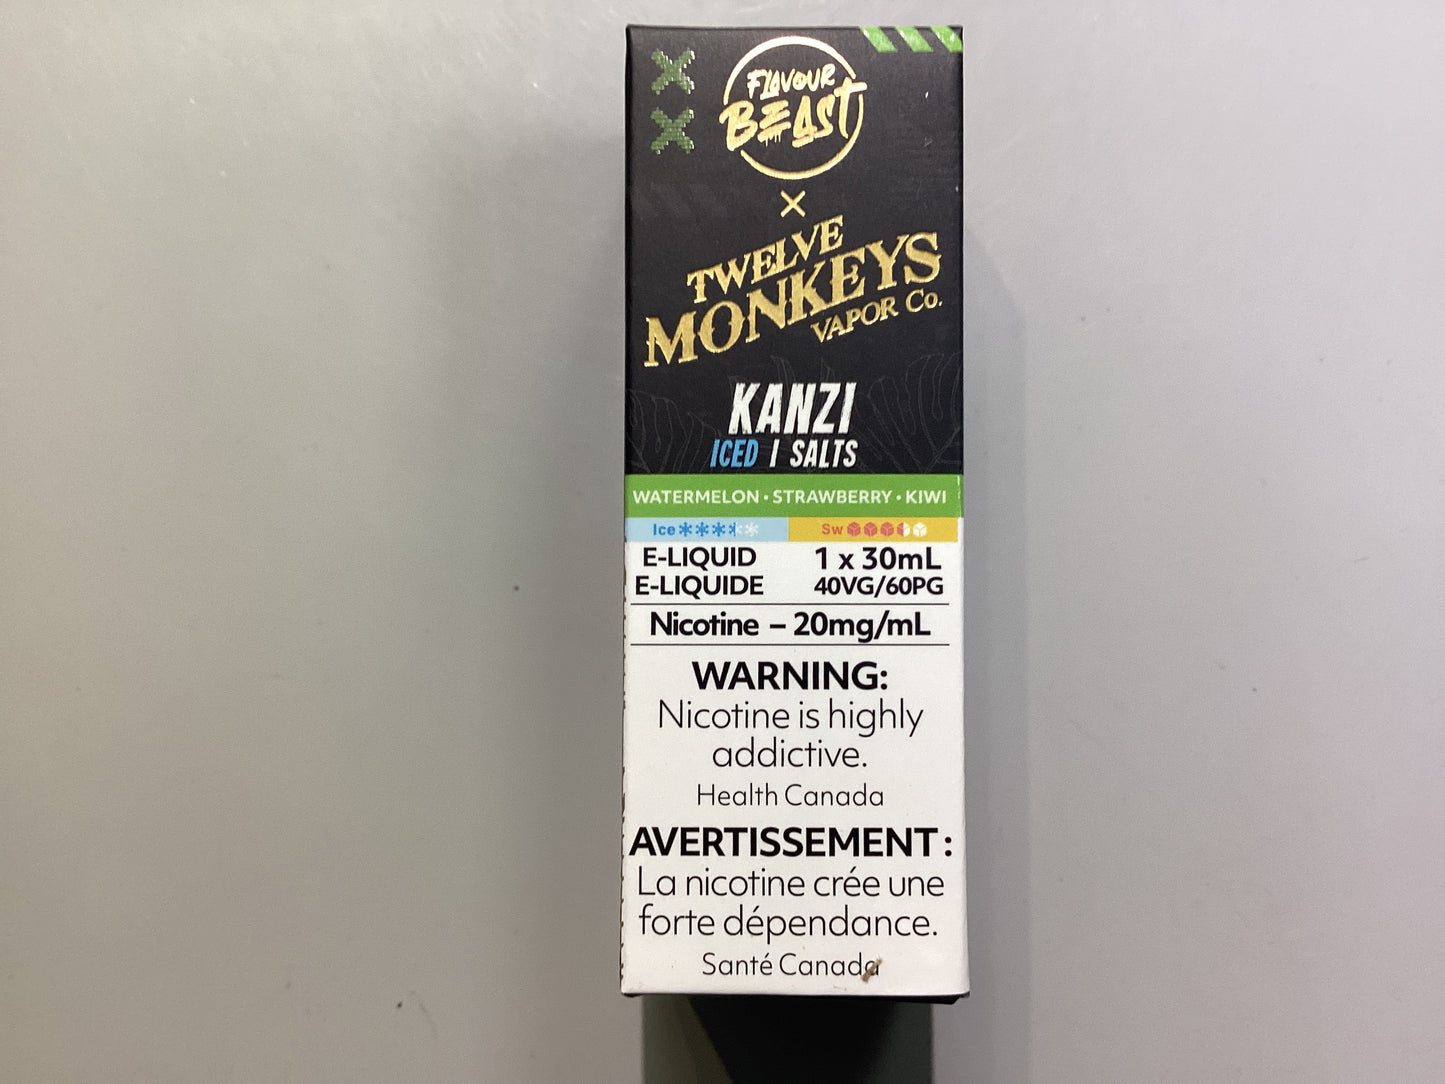 FLAVOUR
BEAST
×
TWELVE
MONKEYS
VAPOR Co.
KANZI
ICED | SALTS
WATERMELON • STRAWBERRY • KIWI
Ice Sw
E-LIQUID 1 x 30mL
E-LIQUIDE 40VG/60PG
Nicotine – 20mg/mL
WARNING:
Nicotine is highly
addictive.
Health Canada
AVERTISSEMENT :
La nicotine crée une
forte dépendance.
Santé Canada